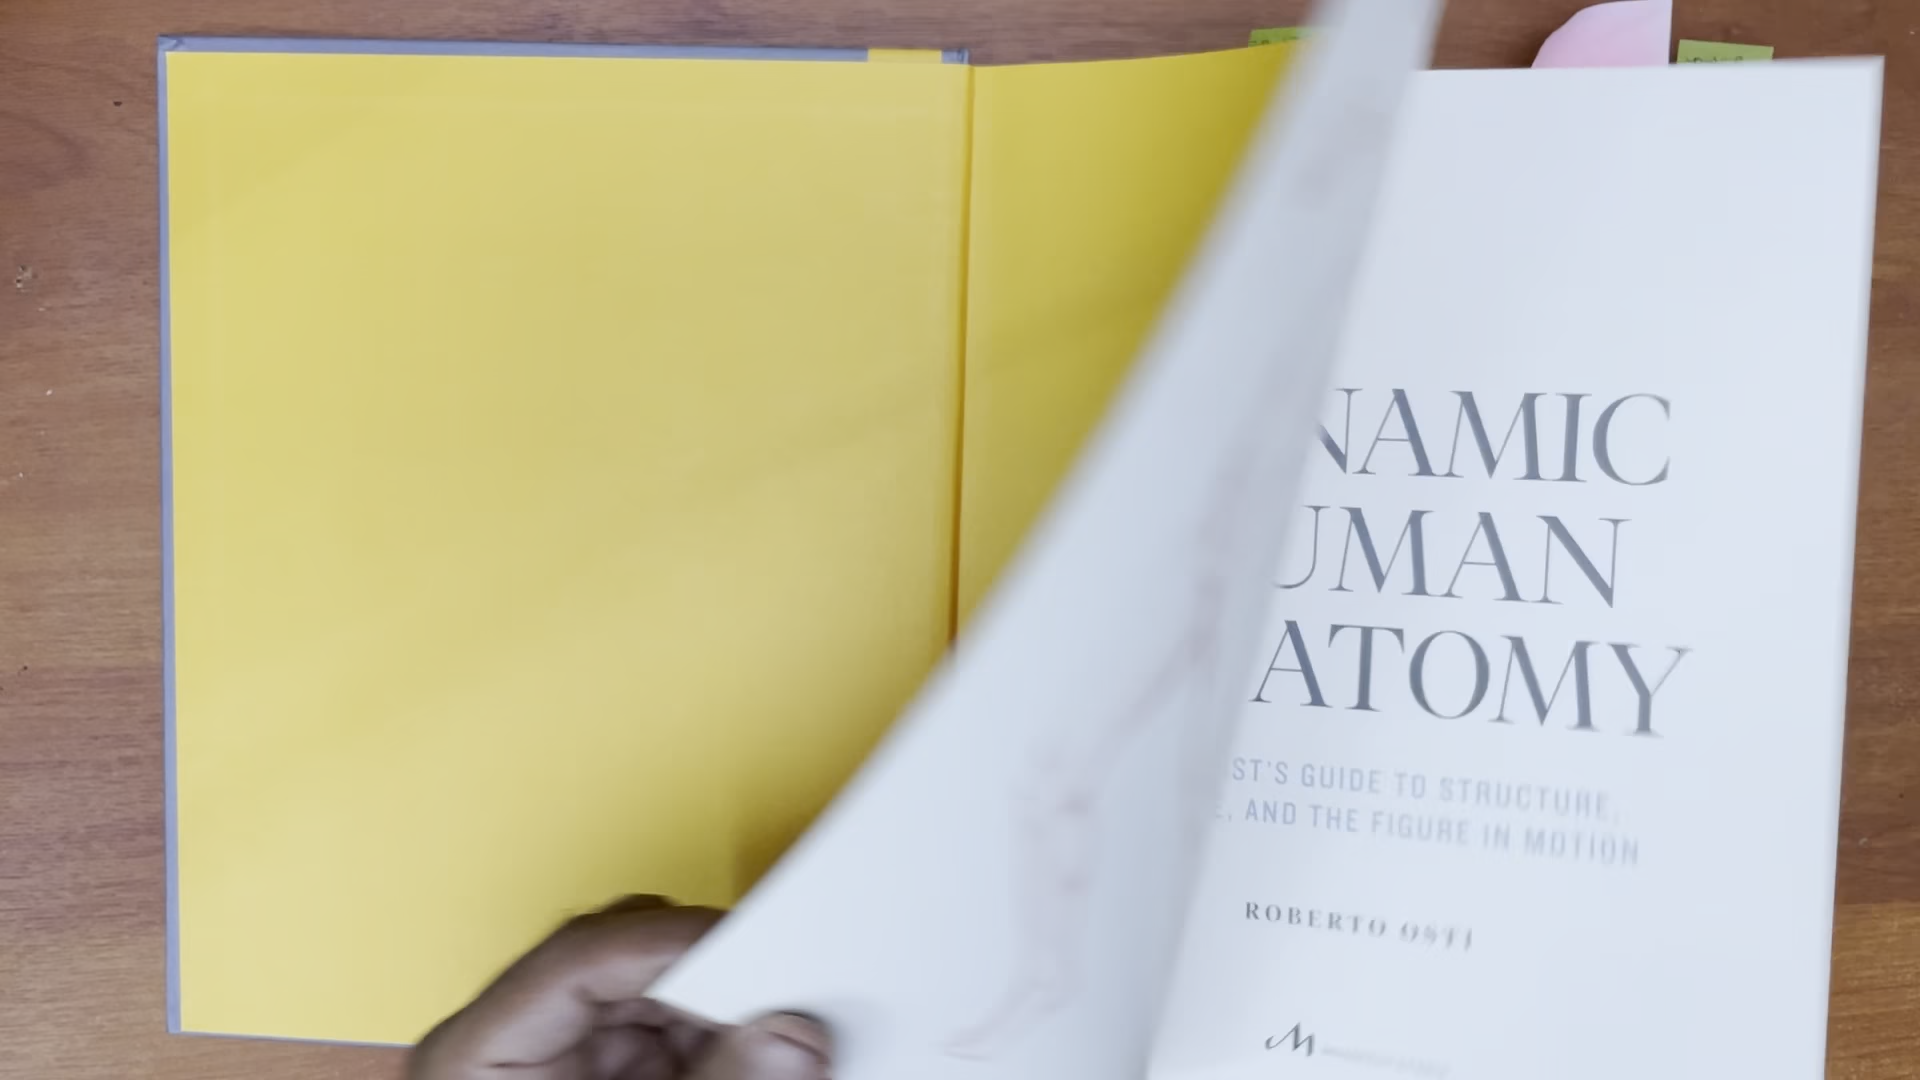 NAMIC
UMAN
ATOMY
ST'S GUIDE TO STRUCTURE,
E, AND THE FIGURE IN MOTION
ROBERTO OSTI
M